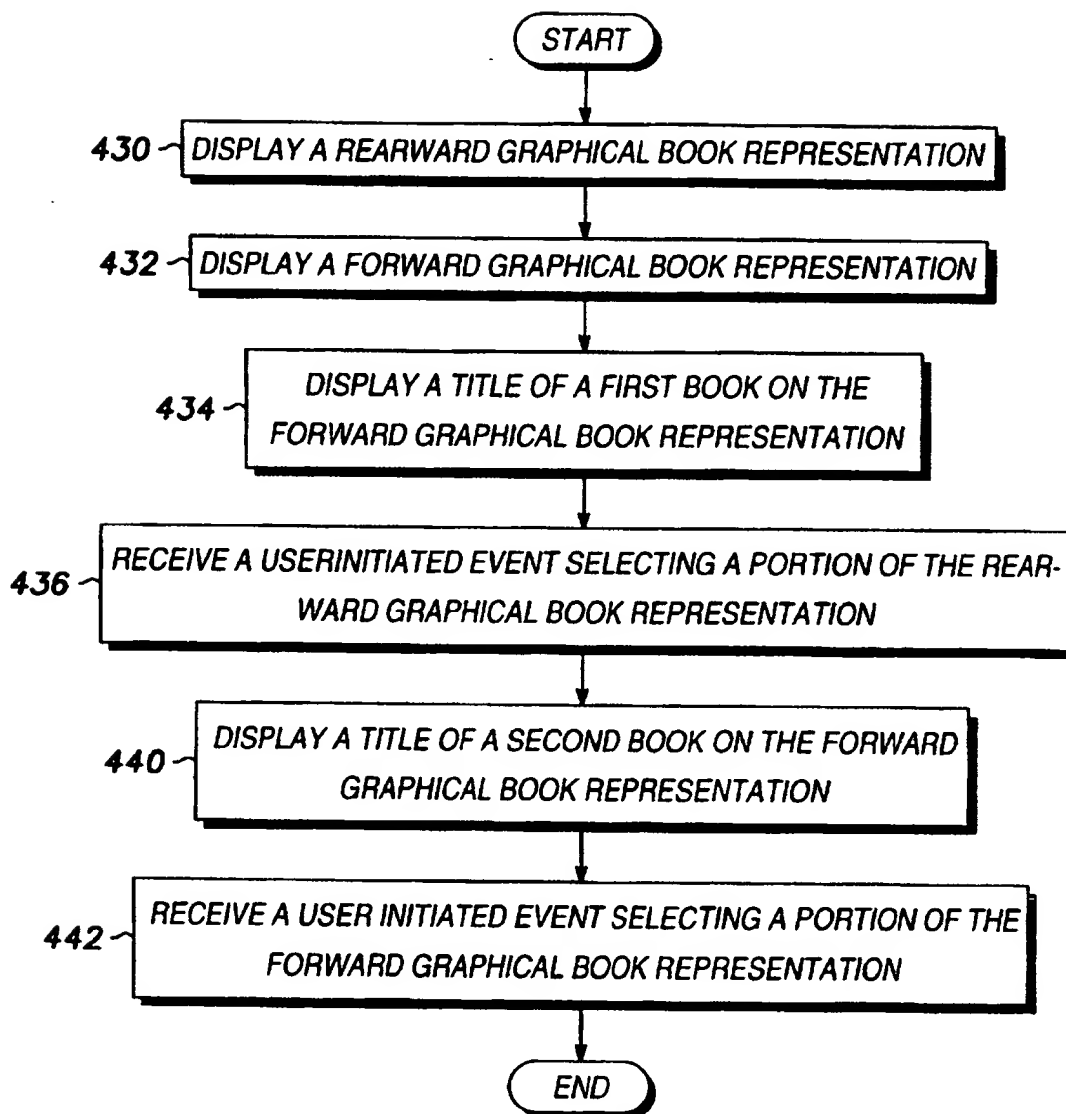 START
430 DISPLAY A REARWARD GRAPHICAL BOOK REPRESENTATION
432 DISPLAY A FORWARD GRAPHICAL BOOK REPRESENTATION
434 DISPLAY A TITLE OF A FIRST BOOK ON THE
FORWARD GRAPHICAL BOOK REPRESENTATION
436 RECEIVE A USERINITIATED EVENT SELECTING A PORTION OF THE REAR-
WARD GRAPHICAL BOOK REPRESENTATION
440 DISPLAY A TITLE OF A SECOND BOOK ON THE FORWARD
GRAPHICAL BOOK REPRESENTATION
442 RECEIVE A USER INITIATED EVENT SELECTING A PORTION OF THE
FORWARD GRAPHICAL BOOK REPRESENTATION
END